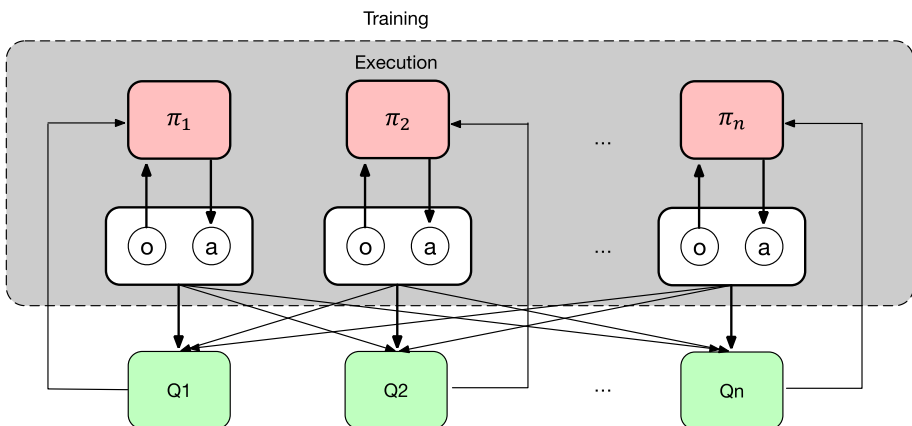 Training
Execution
π₁ π₂ πₙ
...
o a o a ... o a
Q1 Q2 ... Qn